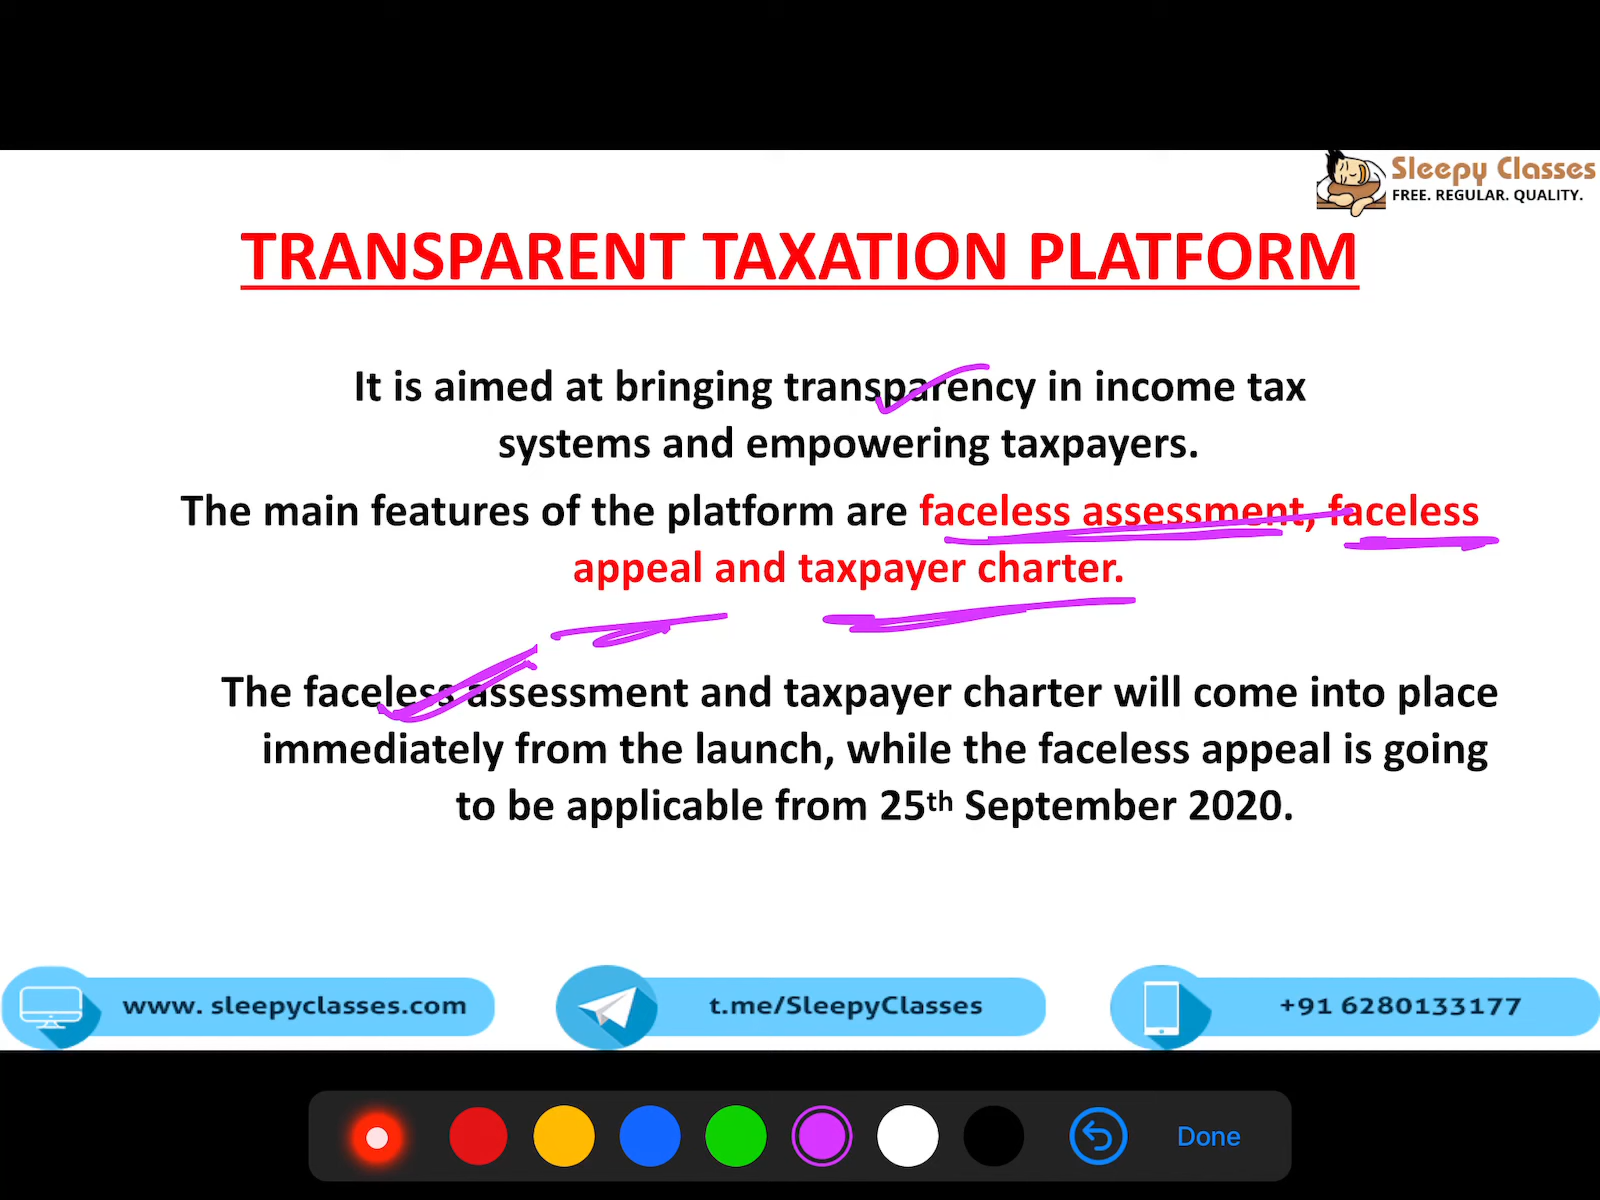 Sleepy Classes
FREE. REGULAR. QUALITY.
TRANSPARENT TAXATION PLATFORM
It is aimed at bringing transparency in income tax
systems and empowering taxpayers.
The main features of the platform are faceless assessment, faceless
appeal and taxpayer charter.
The faceless assessment and taxpayer charter will come into place
immediately from the launch, while the faceless appeal is going
to be applicable from 25th September 2020.
www. sleepyclasses.com
t.me/SleepyClasses
+91 6280133177
Done